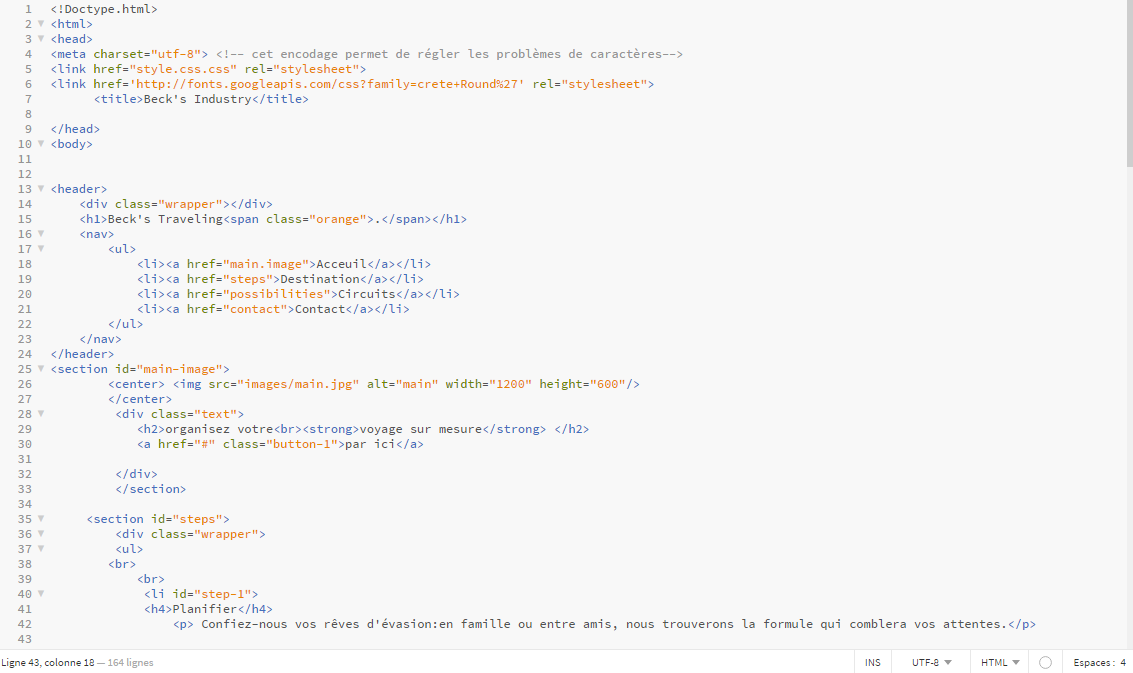 1 <!Doctype.html>
2 <html>
3 <head>
4 <meta charset="utf-8"> <!-- cet encodage permet de régler les problèmes de caractères-->
5 <link href="style.css.css" rel="stylesheet">
6 <link href='http://fonts.googleapis.com/css?family=crete+Round%27' rel="stylesheet">
7 <title>Beck's Industry</title>
8
9 </head>
10 <body>
11
12
13 <header>
14 <div class="wrapper"></div>
15 <h1>Beck's Traveling<span class="orange">.</span></h1>
16 <nav>
17 <ul>
18 <li><a href="main.image">Acceuil</a></li>
19 <li><a href="steps">Destination</a></li>
20 <li><a href="possibilities">Circuits</a></li>
21 <li><a href="contact">Contact</a></li>
22 </ul>
23 </nav>
24 </header>
25 <section id="main-image">
26 <center> <img src="images/main.jpg" alt="main" width="1200" height="600"/>
27 </center>
28 <div class="text">
29 <h2>organisez votre<br><strong>voyage sur mesure</strong> </h2>
30 <a href="#" class="button-1">par ici</a>
31
32 </div>
33 </section>
34
35 <section id="steps">
36 <div class="wrapper">
37 <ul>
38 <br>
39 <br>
40 <li id="step-1">
41 <h4>Planifier</h4>
42 <p> Confiez-nous vos rêves d'évasion:en famille ou entre amis, nous trouverons la formule qui comblera vos attentes.</p>
43
Ligne 43, colonne 18 — 164 lignes INS UTF-8 HTML Espaces : 4